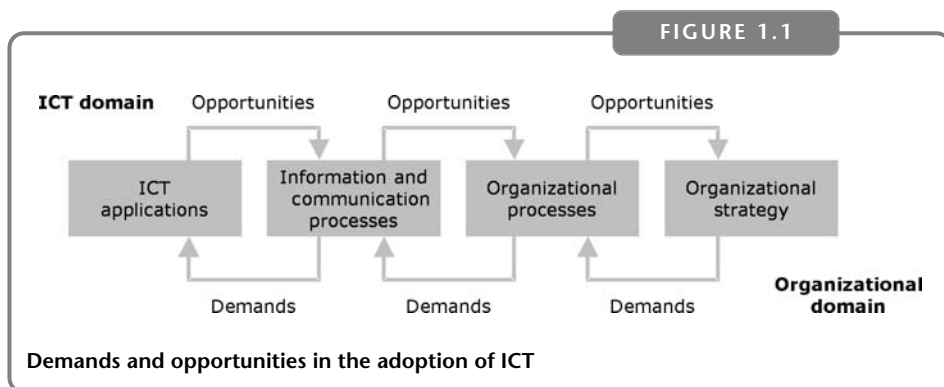 FIGURE 1.1
ICT domain
Opportunities
Opportunities
Opportunities
ICT
applications
Information and
communication
processes
Organizational
processes
Organizational
strategy
Demands
Demands
Demands
Organizational
domain
Demands and opportunities in the adoption of ICT